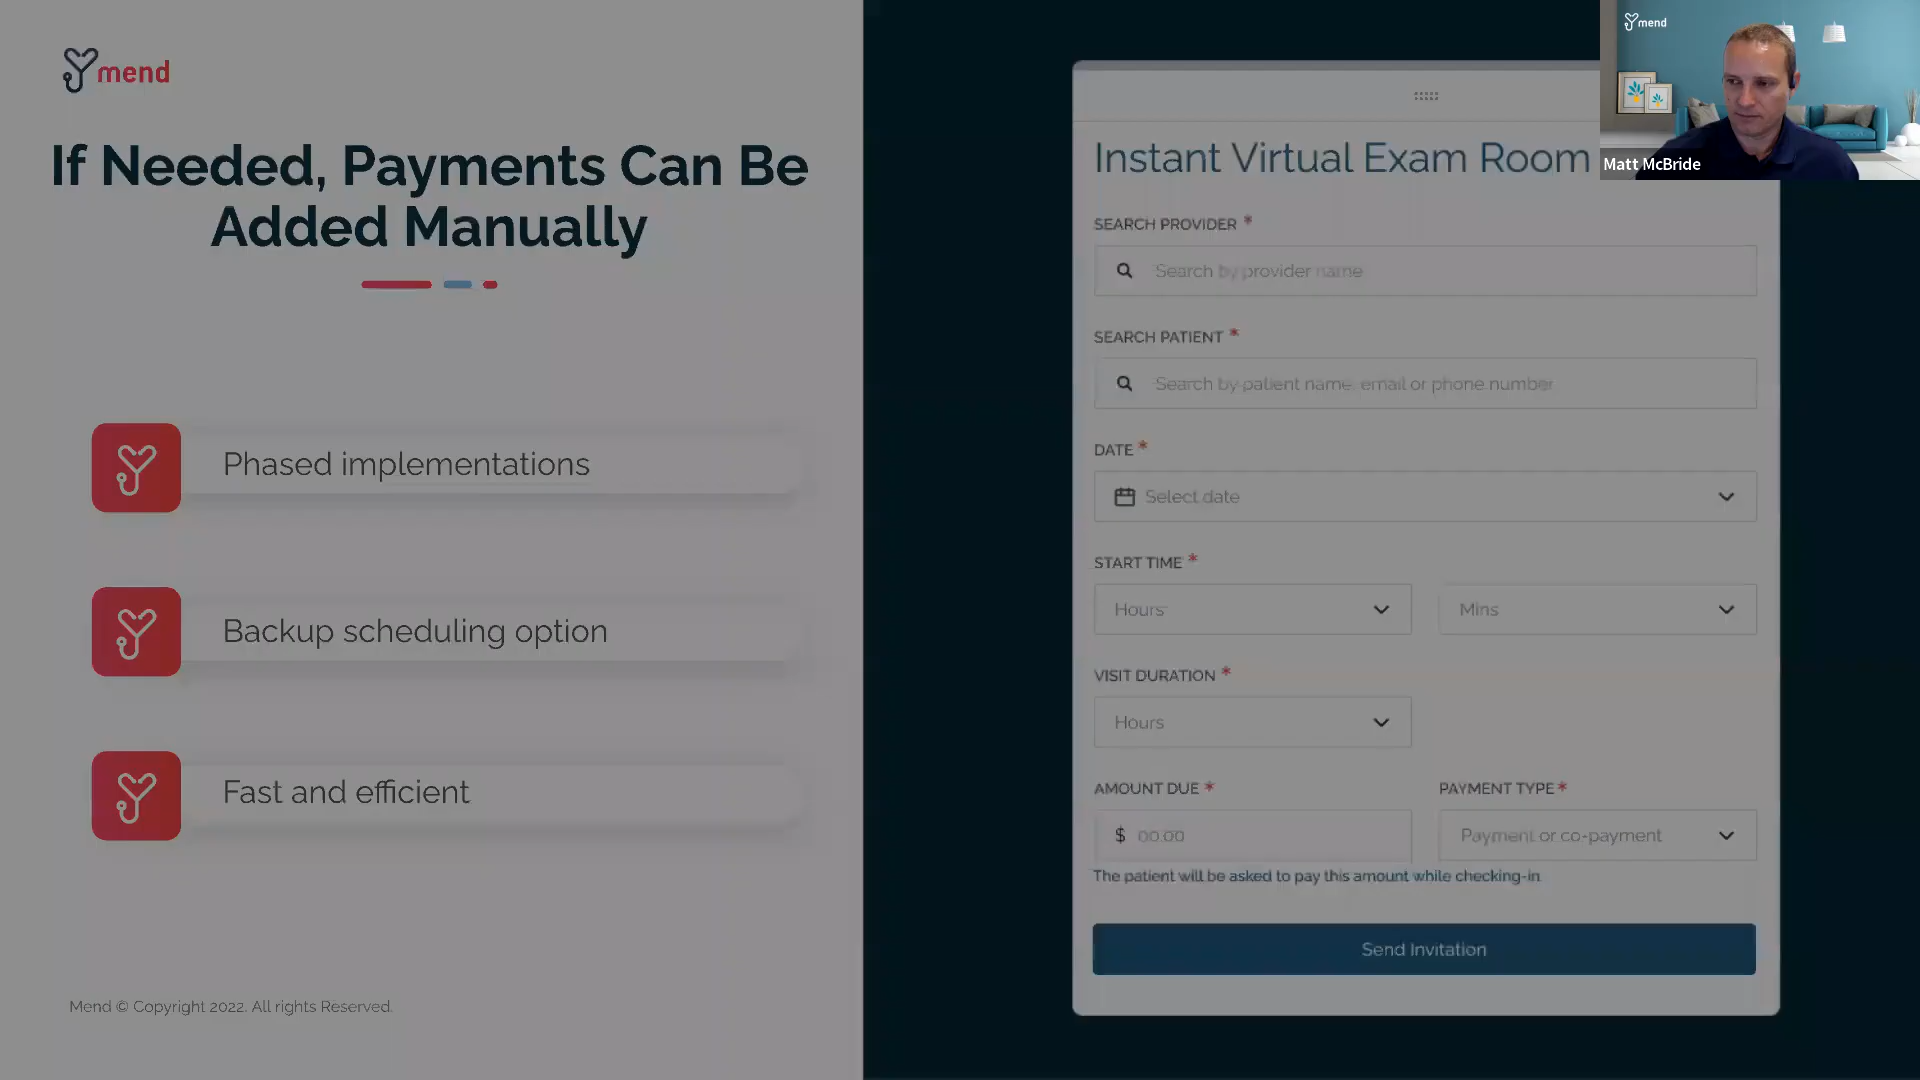 mend
If Needed, Payments Can Be
Added Manually
Phased implementations
Backup scheduling option
Fast and efficient
Mend © Copyright 2022. All rights Reserved.
Instant Virtual Exam Room
SEARCH PROVIDER *
Search by provider name
SEARCH PATIENT *
Search by patient name, email or phone number
DATE *
Select date
START TIME *
Hours
Mins
VISIT DURATION *
Hours
AMOUNT DUE *
PAYMENT TYPE *
$ 00.00
Payment or co-payment
The patient will be asked to pay this amount while checking-in
Send Invitation
mend
Matt McBride